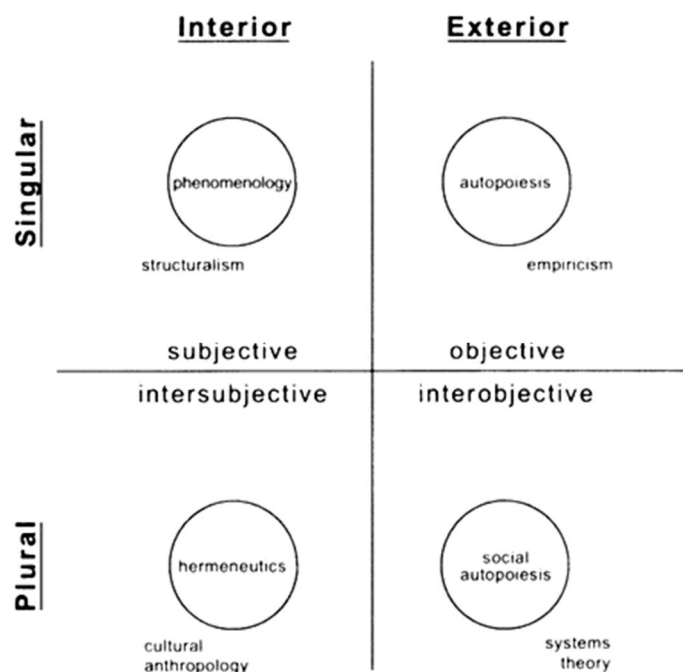 Interior Exterior
Singular
phenomenology autopoiesis
structuralism empiricism
subjective objective
intersubjective interobjective
Plural
hermeneutics social
autopoiesis
cultural
anthropology
systems
theory